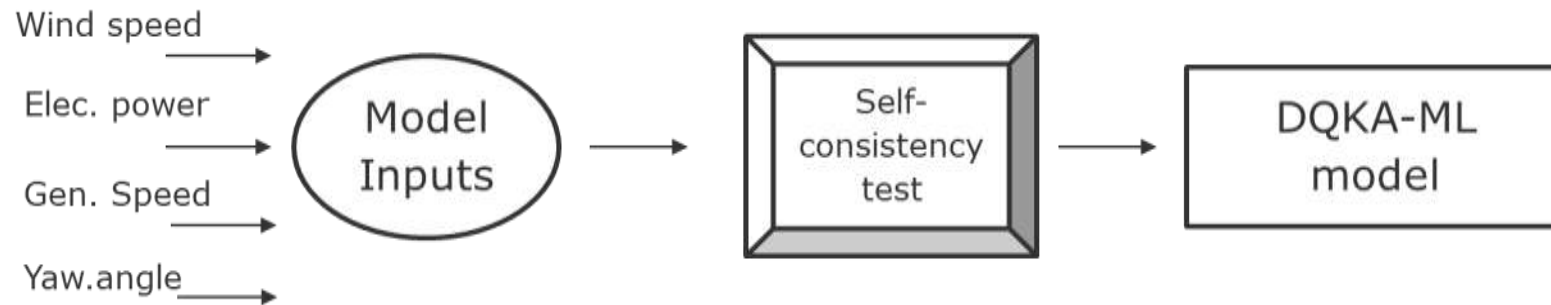 Wind speed
Elec. power
Gen. Speed
Yaw.angle
Model
Inputs
Self-
consistency
test
DQKA-ML
model